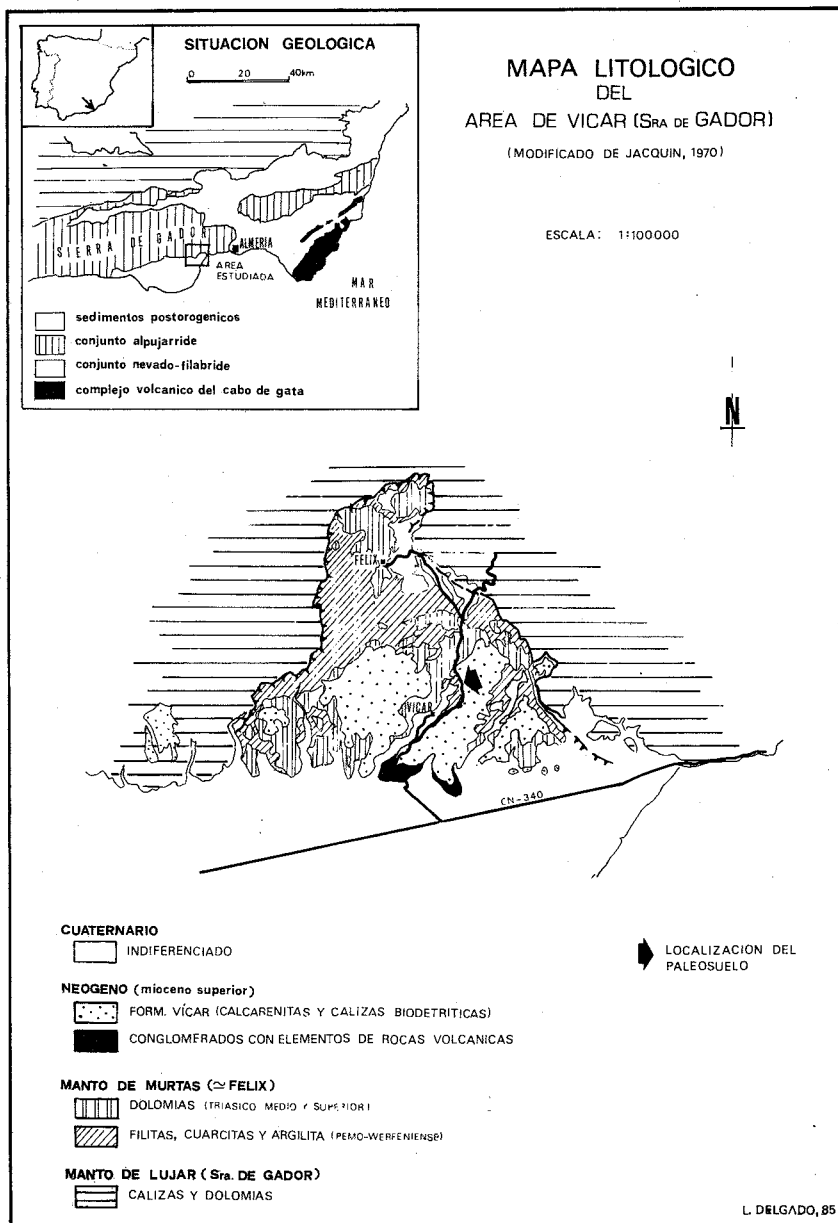 SITUACION GEOLOGICA
0 20 40km
SIERRA DE GADOR
ALMERIA
AREA
ESTUDIADA
MAR
MEDITERRANEO
sedimentos postorogenicos
conjunto alpujarride
conjunto nevado-filabride
complejo volcanico del cabo de gata
MAPA LITOLOGICO
DEL
AREA DE VICAR (SRA DE GADOR)
(MODIFICADO DE JACQUIN, 1970)
ESCALA: 1:100000
N
FELIX
VICAR
CN-340
CUATERNARIO
INDIFERENCIADO
LOCALIZACION DEL
PALEOSUELO
NEOGENO (mioceno superior)
FORM. VÍCAR (CALCARENITAS Y CALIZAS BIODETRITICAS)
CONGLOMERADOS CON ELEMENTOS DE ROCAS VOLCANICAS
MANTO DE MURTAS (≃ FELIX)
DOLOMIAS (TRIASICO MEDIO Y SUPERIOR)
FILITAS, CUARCITAS Y ARGILITA (PEMO-WERFENIENSE)
MANTO DE LUJAR (Sra. DE GADOR)
CALIZAS Y DOLOMIAS
L. DELGADO, 85